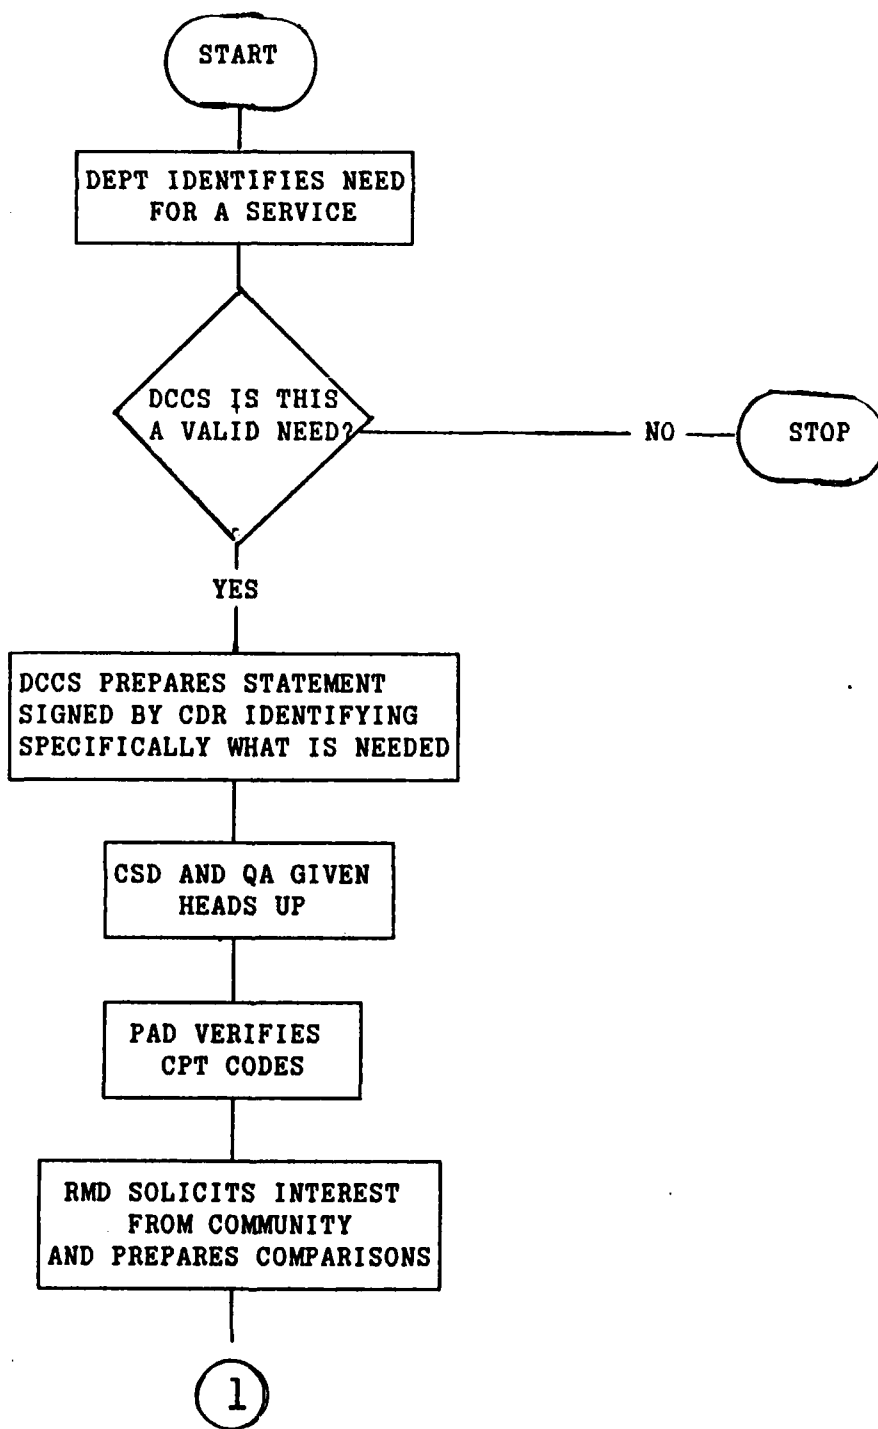 START
DEPT IDENTIFIES NEED
FOR A SERVICE
DCCS IS THIS
A VALID NEED?
NO
STOP
YES
DCCS PREPARES STATEMENT
SIGNED BY CDR IDENTIFYING
SPECIFICALLY WHAT IS NEEDED
CSD AND QA GIVEN
HEADS UP
PAD VERIFIES
CPT CODES
RMD SOLICITS INTEREST
FROM COMMUNITY
AND PREPARES COMPARISONS
1